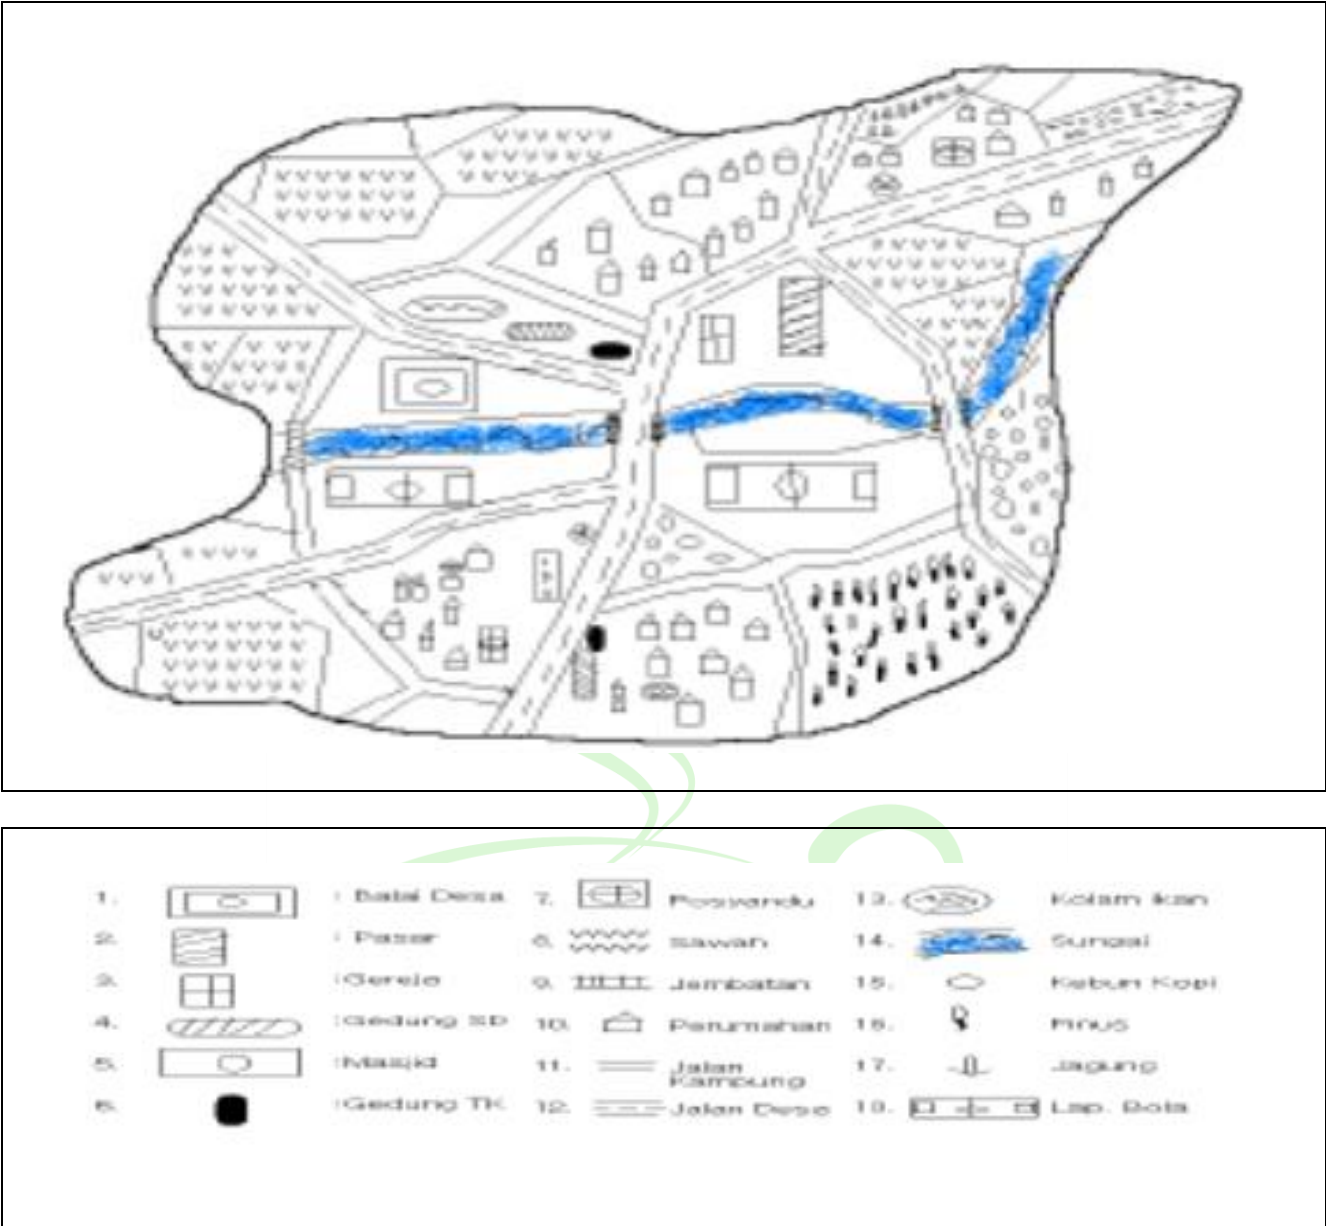 1. : Balai Desa
2. : Pasar
3. :Gereja
4. :Gedung SD
5. :Masjid
6. :Gedung TK
7. Posyandu
8. Sawah
9. Jembatan
10. Perumahan
11. Jalan
Kampung
12. Jalan Desa
13. Kolam Ikan
14. Sungai
15. Kebun Kopi
16. Pinus
17. Jagung
18. Lap. Bola